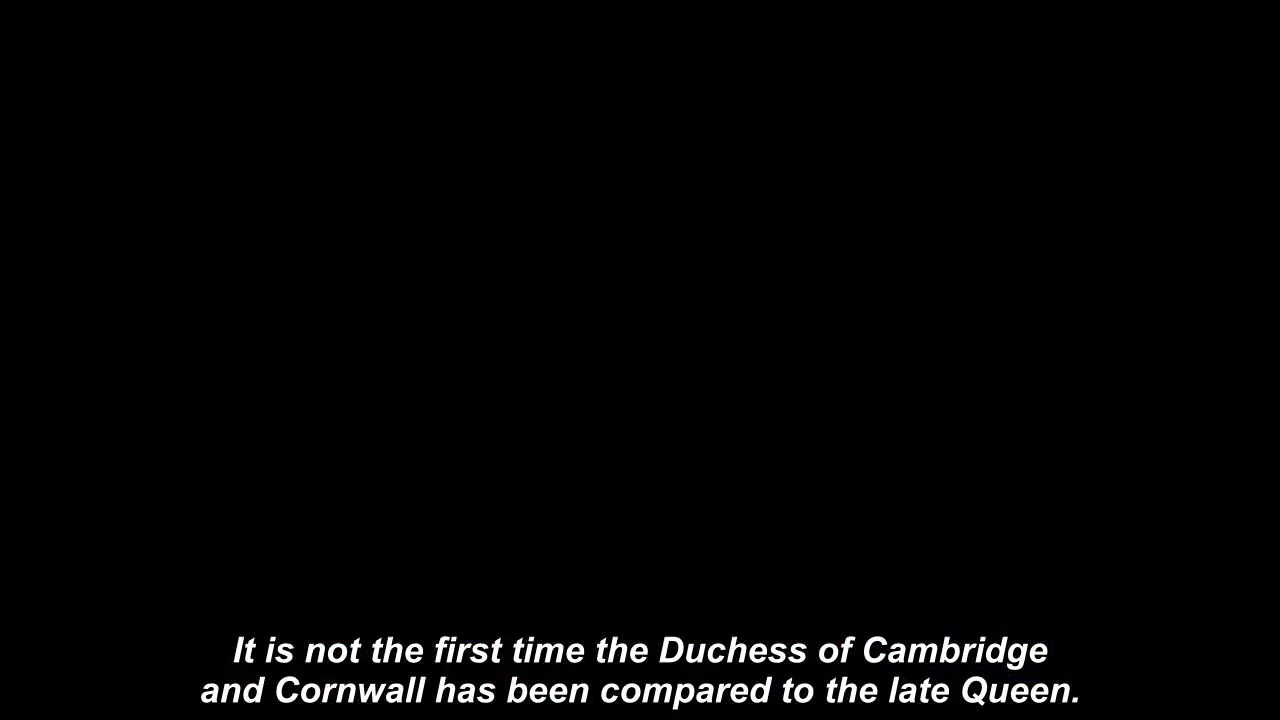 It is not the first time the Duchess of Cambridge
and Cornwall has been compared to the late Queen.